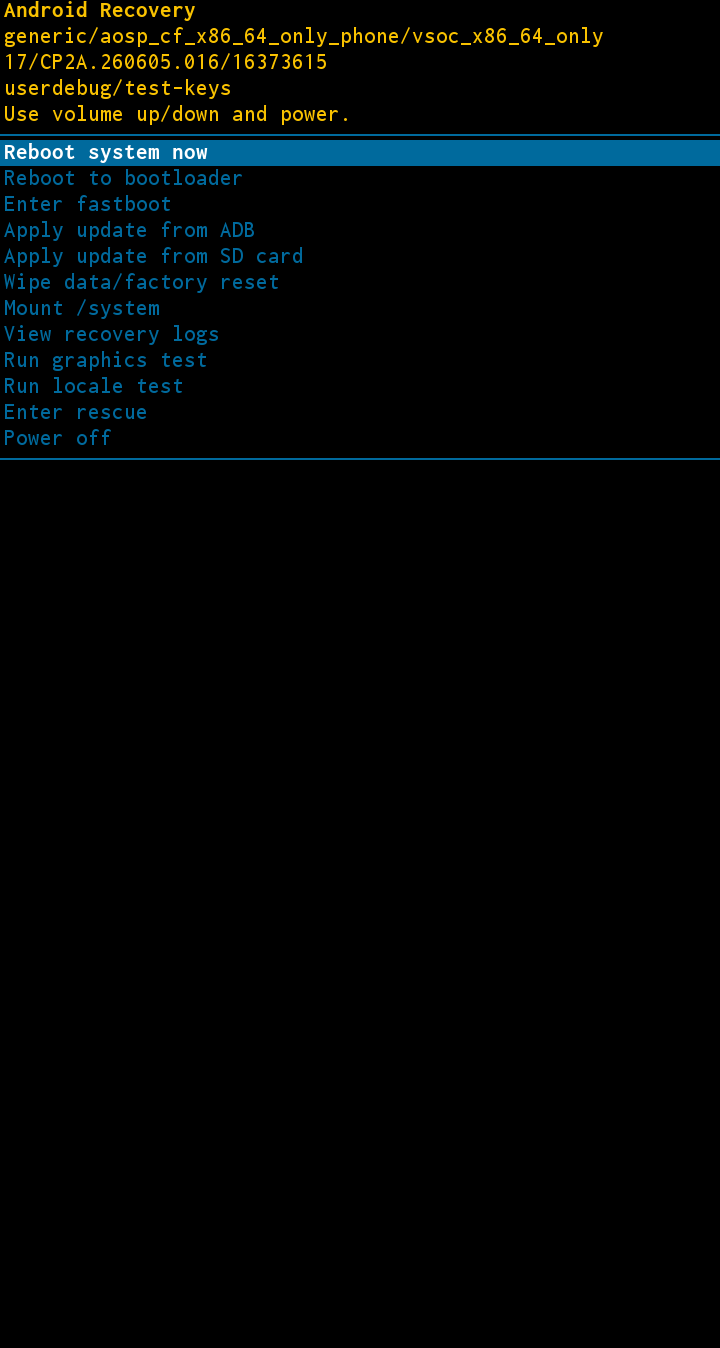 Android Recovery
generic/aosp_cf_x86_64_only_phone/vsoc_x86_64_only
17/CP2A.260605.016/16373615
userdebug/test-keys
Use volume up/down and power.
Reboot system now
Reboot to bootloader
Enter fastboot
Apply update from ADB
Apply update from SD card
Wipe data/factory reset
Mount /system
View recovery logs
Run graphics test
Run locale test
Enter rescue
Power off